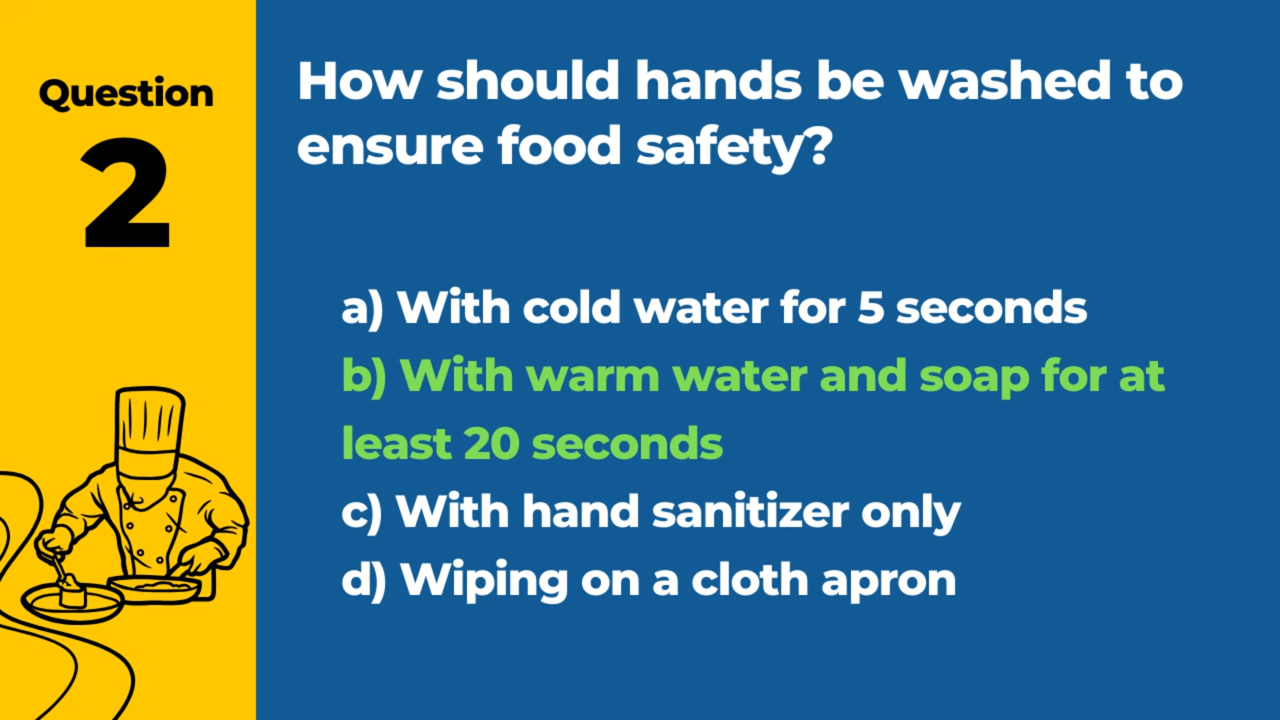 Question
2
How should hands be washed to
ensure food safety?
a) With cold water for 5 seconds
b) With warm water and soap for at
least 20 seconds
c) With hand sanitizer only
d) Wiping on a cloth apron